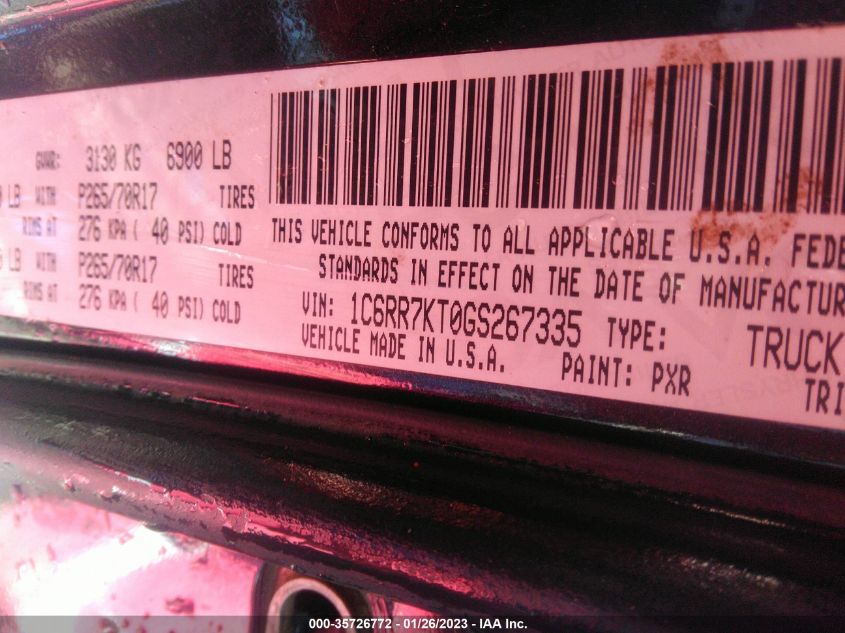 GVWR: 3130 KG 6900 LB
LB WITH P265/70R17 TIRES
RIMS AT 276 KPA ( 40 PSI) COLD
LB WITH P265/70R17 TIRES
RIMS AT 276 KPA ( 40 PSI) COLD
THIS VEHICLE CONFORMS TO ALL APPLICABLE U.S.A. FEDE
STANDARDS IN EFFECT ON THE DATE OF MANUFACTUR
VIN: 1C6RR7KT0GS267335 TYPE: TRUCK
VEHICLE MADE IN U.S.A. PAINT: PXR TRI
000-35726772 — 01/26/2023 — IAA Inc.